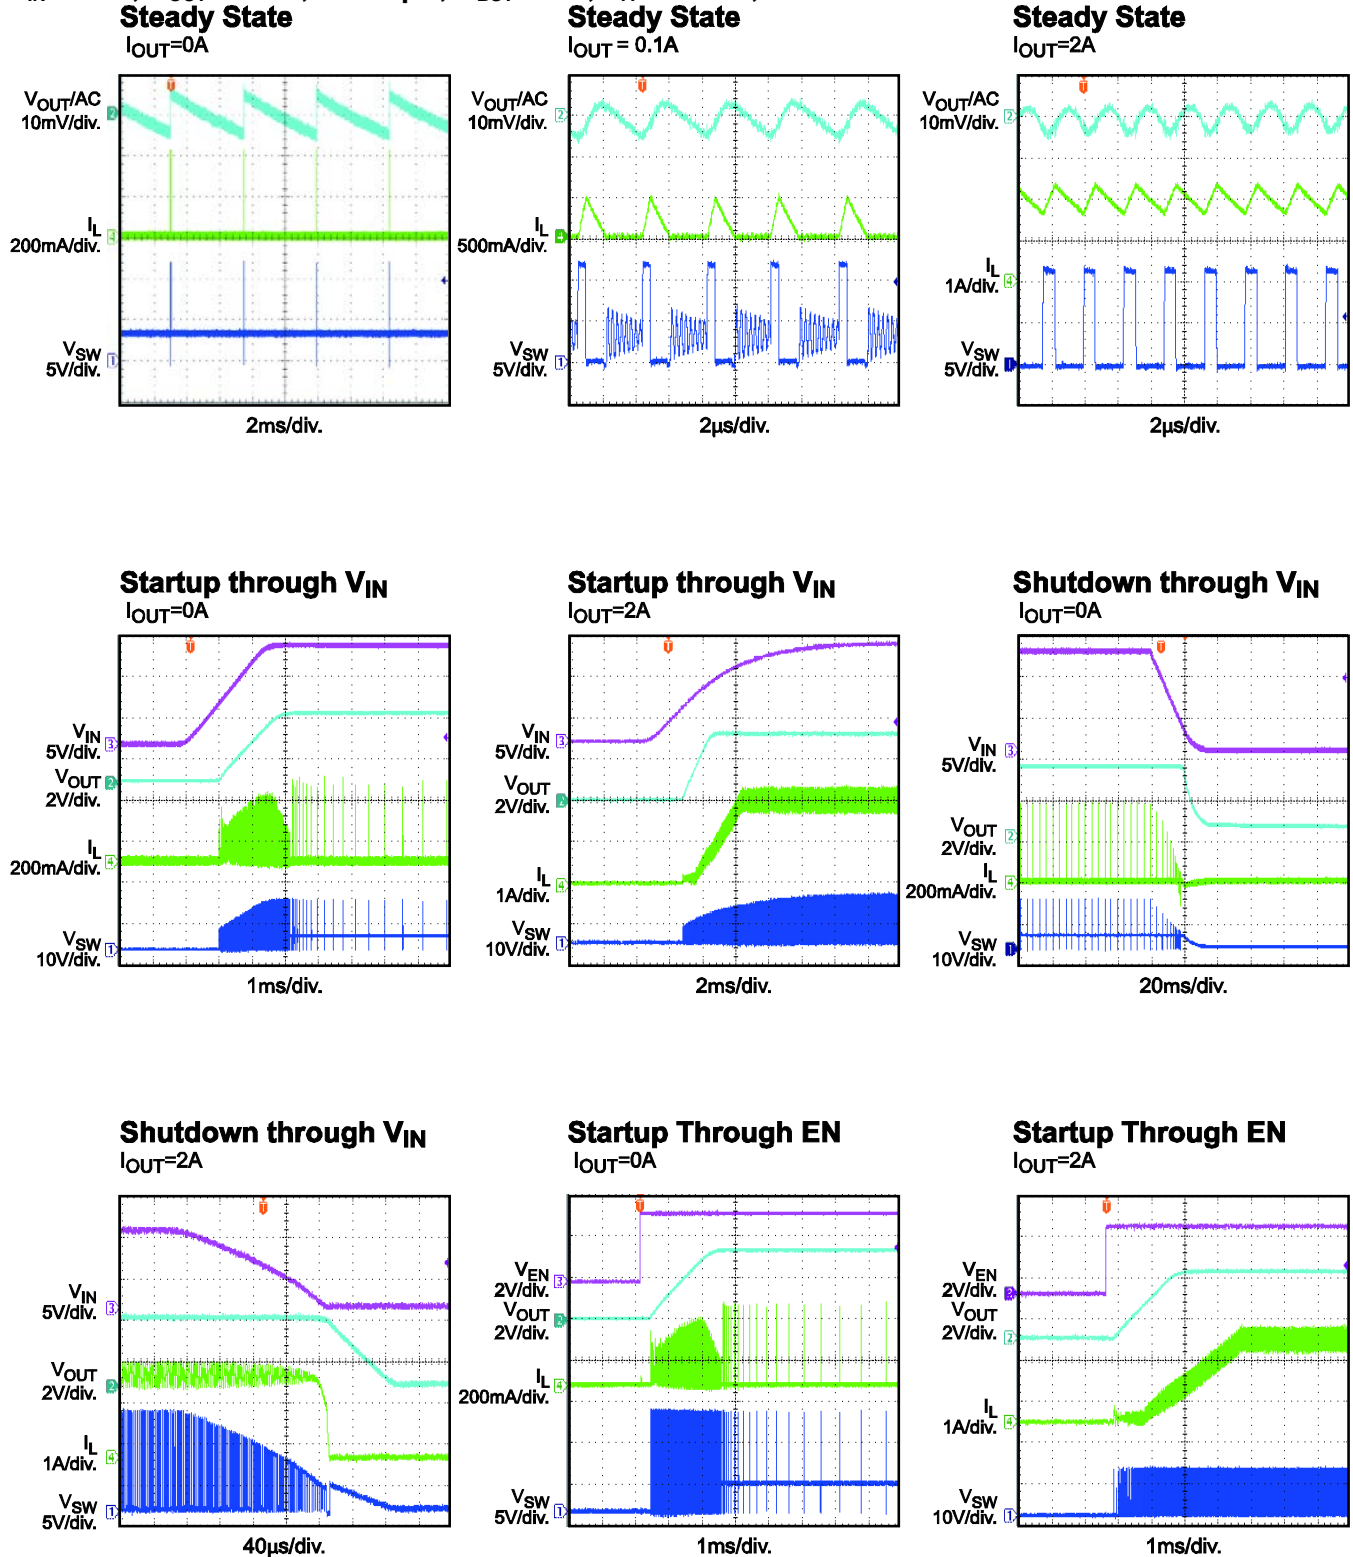 Steady State
IOUT=0A
VOUT/AC
10mV/div.
IL
200mA/div.
VSW
5V/div.
2ms/div.
Steady State
IOUT = 0.1A
VOUT/AC
10mV/div.
IL
500mA/div.
VSW
5V/div.
2µs/div.
Steady State
IOUT=2A
VOUT/AC
10mV/div.
IL
1A/div.
VSW
5V/div.
2µs/div.
Startup through VIN
IOUT=0A
VIN
5V/div.
VOUT
2V/div.
IL
200mA/div.
VSW
10V/div.
1ms/div.
Startup through VIN
IOUT=2A
VIN
5V/div.
VOUT
2V/div.
IL
1A/div.
VSW
10V/div.
2ms/div.
Shutdown through VIN
IOUT=0A
VIN
5V/div.
VOUT
2V/div.
IL
200mA/div.
VSW
10V/div.
20ms/div.
Shutdown through VIN
IOUT=2A
VIN
5V/div.
VOUT
2V/div.
IL
1A/div.
VSW
5V/div.
40µs/div.
Startup Through EN
IOUT=0A
VEN
2V/div.
VOUT
2V/div.
IL
200mA/div.
VSW
5V/div.
1ms/div.
Startup Through EN
IOUT=2A
VEN
2V/div.
VOUT
2V/div.
IL
1A/div.
VSW
10V/div.
1ms/div.